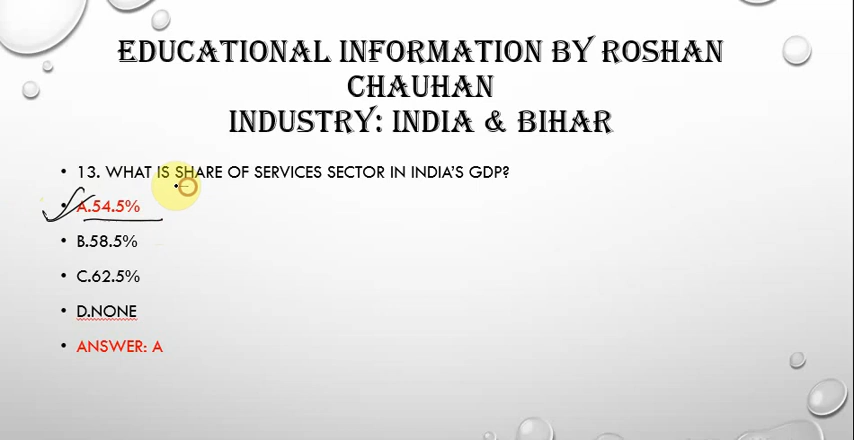 EDUCATIONAL INFORMATION BY ROSHAN
CHAUHAN
INDUSTRY: INDIA & BIHAR
• 13. WHAT IS SHARE OF SERVICES SECTOR IN INDIA'S GDP?
• A.54.5%
• B.58.5%
• C.62.5%
• D.NONE
• ANSWER: A